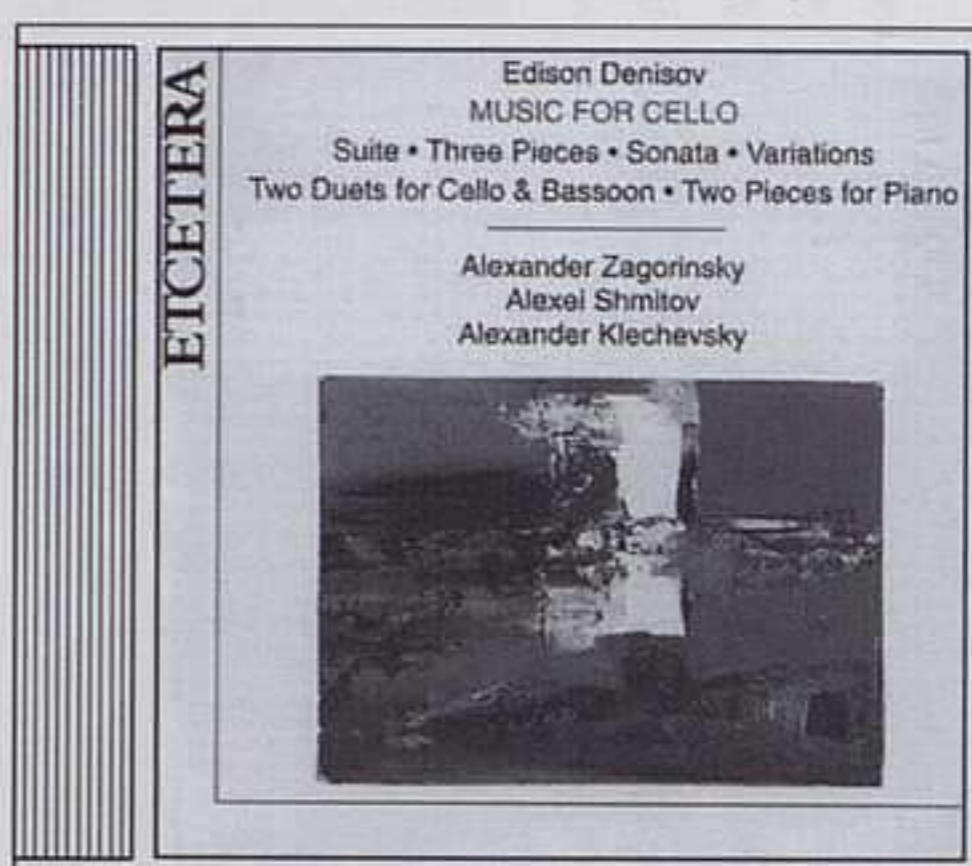 ETCETERA
Edison Denisov
MUSIC FOR CELLO
Suite • Three Pieces • Sonata • Variations
Two Duets for Cello & Bassoon • Two Pieces for Piano
Alexander Zagorinsky
Alexei Shmitov
Alexander Klechevsky